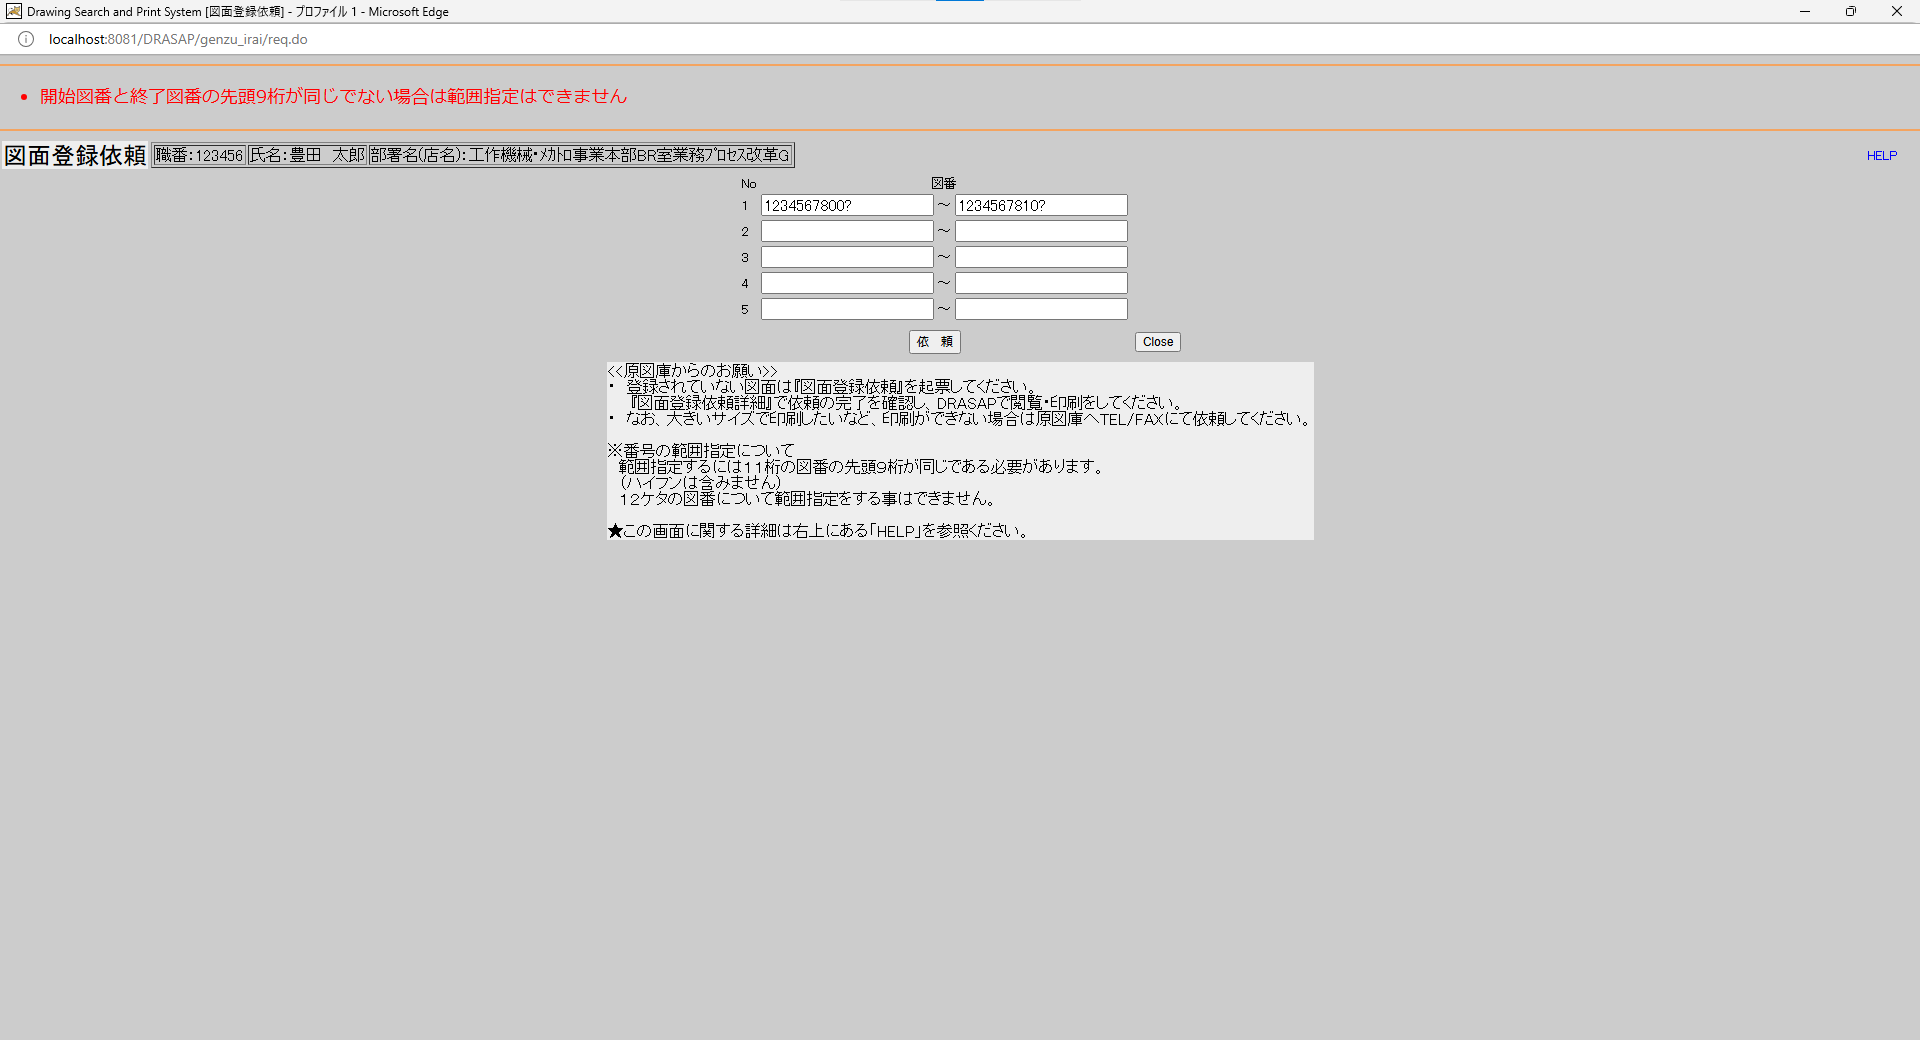 Drawing Search and Print System [図面登録依頼] - プロファイル 1 - Microsoft Edge
localhost:8081/DRASAP/genzu_irai/req.do
• 開始図番と終了図番の先頭9桁が同じでない場合は範囲指定はできません
図面登録依頼 職番：123456 氏名：豊田　太郎 部署名(店名)：工作機械・ﾒｶﾄﾛ事業本部BR室業務ﾌﾟﾛｾｽ改革G HELP
No 図番
1 1234567800? ～ 1234567810?
2 ～
3 ～
4 ～
5 ～
依　頼 Close
<<原図庫からのお願い>>
・ 登録されていない図面は『図面登録依頼』を起票してください。
『図面登録依頼詳細』で依頼の完了を確認し、DRASAPで閲覧・印刷をしてください。
・ なお、大きいサイズで印刷したいなど、印刷ができない場合は原図庫へTEL/FAXにて依頼してください。
※番号の範囲指定について
範囲指定するには１１桁の図番の先頭９桁が同じである必要があります。
（ハイフンは含みません）
１２ケタの図番について範囲指定をする事はできません。
★この画面に関する詳細は右上にある「HELP」を参照ください。